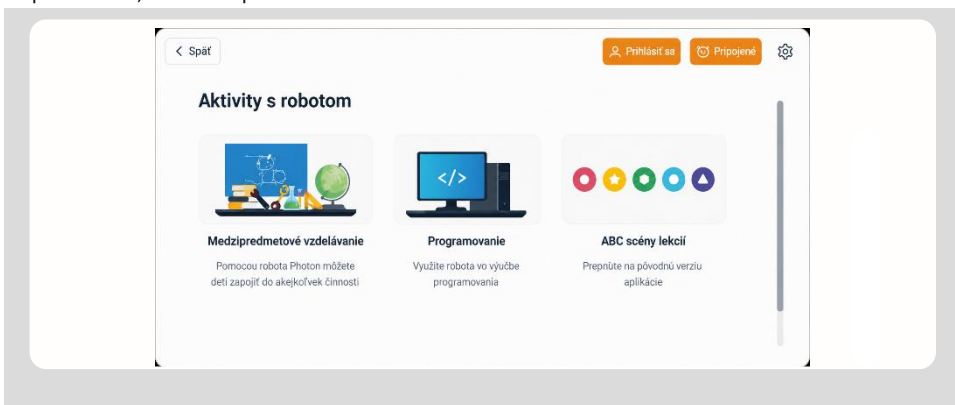 Späť
Prihlásiť sa
Pripojené
Aktivity s robotom
</>
Medzipredmetové vzdelávanie
Pomocou robota Photon môžete
deti zapojiť do akejkoľvek činnosti
Programovanie
Využite robota vo výučbe
programovania
ABC scény lekcií
Prepnite na pôvodnú verziu
aplikácie